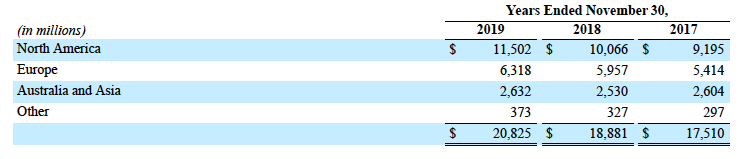 Years Ended November 30,
(in millions) 2019 2018 2017
North America $ 11,502 $ 10,066 $ 9,195
Europe 6,318 5,957 5,414
Australia and Asia 2,632 2,530 2,604
Other 373 327 297
$ 20,825 $ 18,881 $ 17,510